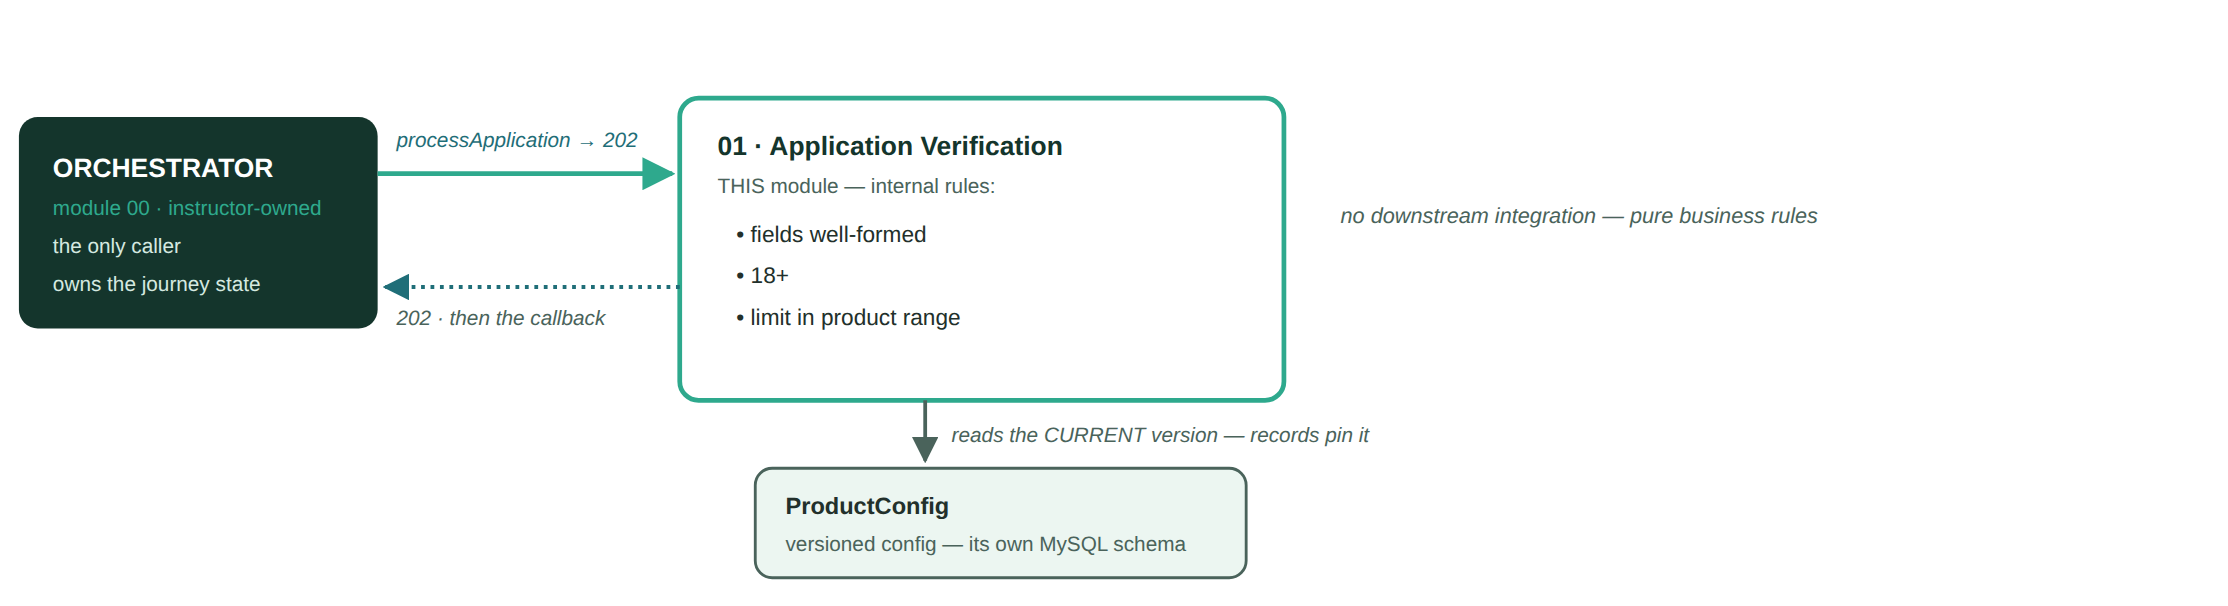 ORCHESTRATOR
module 00 · instructor-owned
the only caller
owns the journey state
processApplication → 202
202 · then the callback
01 · Application Verification
THIS module — internal rules:
• fields well-formed
• 18+
• limit in product range
no downstream integration — pure business rules
reads the CURRENT version — records pin it
ProductConfig
versioned config — its own MySQL schema